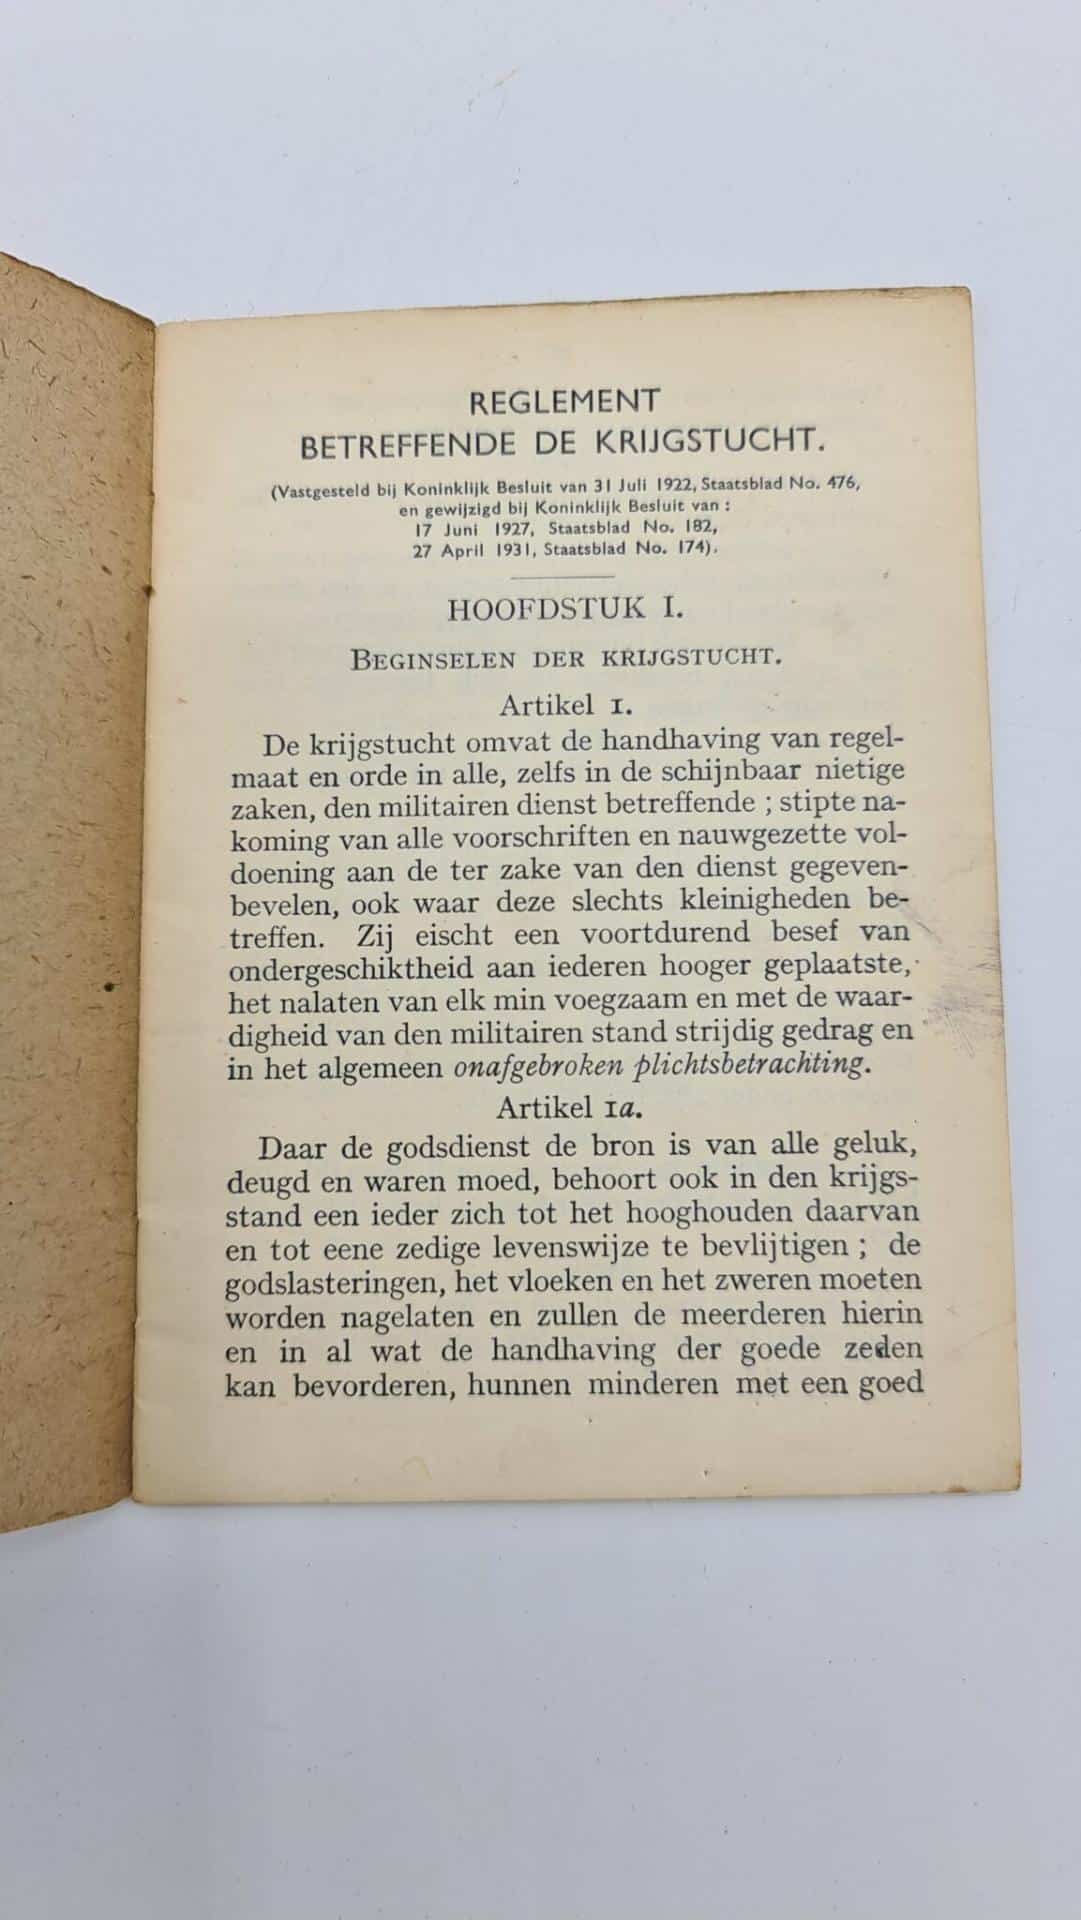 REGLEMENT
BETREFFENDE DE KRIJGSTUCHT.
(Vastgesteld bij Koninklijk Besluit van 31 Juli 1922, Staatsblad No. 476,
en gewijzigd bij Koninklijk Besluit van :
17 Juni 1927, Staatsblad No. 182,
27 April 1931, Staatsblad No. 174).
HOOFDSTUK I.
BEGINSELEN DER KRIJGSTUCHT.
Artikel 1.
De krijgstucht omvat de handhaving van regel-
maat en orde in alle, zelfs in de schijnbaar nietige
zaken, den militairen dienst betreffende ; stipte na-
koming van alle voorschriften en nauwgezette vol-
doening aan de ter zake van den dienst gegeven-
bevelen, ook waar deze slechts kleinigheden be-
treffen. Zij eischt een voortdurend besef van
ondergeschiktheid aan iederen hooger geplaatste,
het nalaten van elk min voegzaam en met de waar-
digheid van den militairen stand strijdig gedrag en
in het algemeen onafgebroken plichtsbetrachting.
Artikel 1a.
Daar de godsdienst de bron is van alle geluk,
deugd en waren moed, behoort ook in den krijgs-
stand een ieder zich tot het hooghouden daarvan
en tot eene zedige levenswijze te bevlijtigen ; de
godslasteringen, het vloeken en het zweren moeten
worden nagelaten en zullen de meerderen hierin
en in al wat de handhaving der goede zeden
kan bevorderen, hunnen minderen met een goed